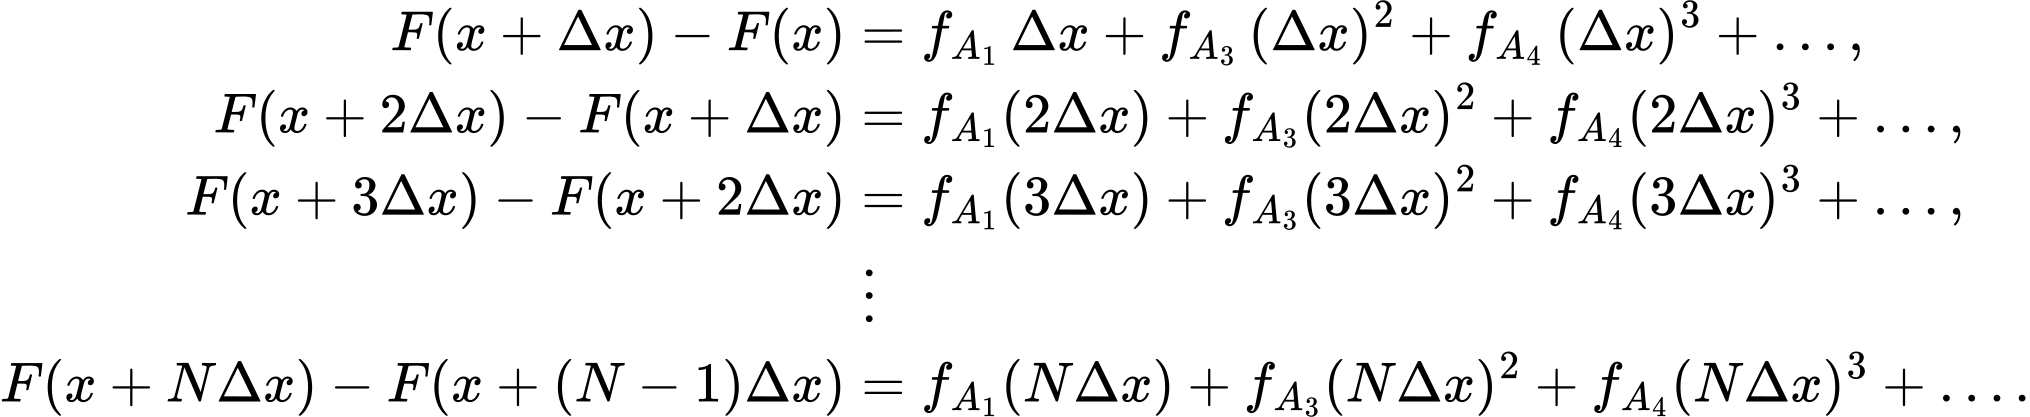 F(x + Δx) − F(x) = f_{A_1} Δx + f_{A_3} (Δx)^2 + f_{A_4} (Δx)^3 + …,
F(x + 2Δx) − F(x + Δx) = f_{A_1}(2Δx) + f_{A_3}(2Δx)^2 + f_{A_4}(2Δx)^3 + …,
F(x + 3Δx) − F(x + 2Δx) = f_{A_1}(3Δx) + f_{A_3}(3Δx)^2 + f_{A_4}(3Δx)^3 + …,
⋮
F(x + NΔx) − F(x + (N − 1)Δx) = f_{A_1}(NΔx) + f_{A_3}(NΔx)^2 + f_{A_4}(NΔx)^3 + ….